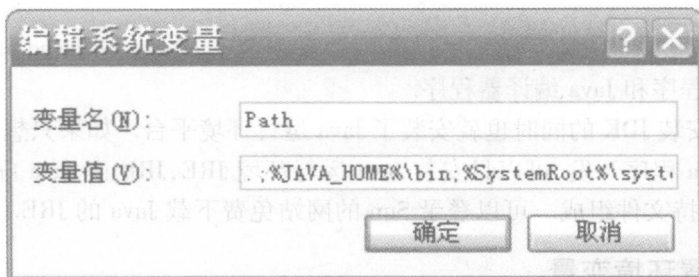 编辑系统变量
变量名(N):
Path
变量值(V):
.;%JAVA_HOME%\bin;%SystemRoot%\syst
确定
取消